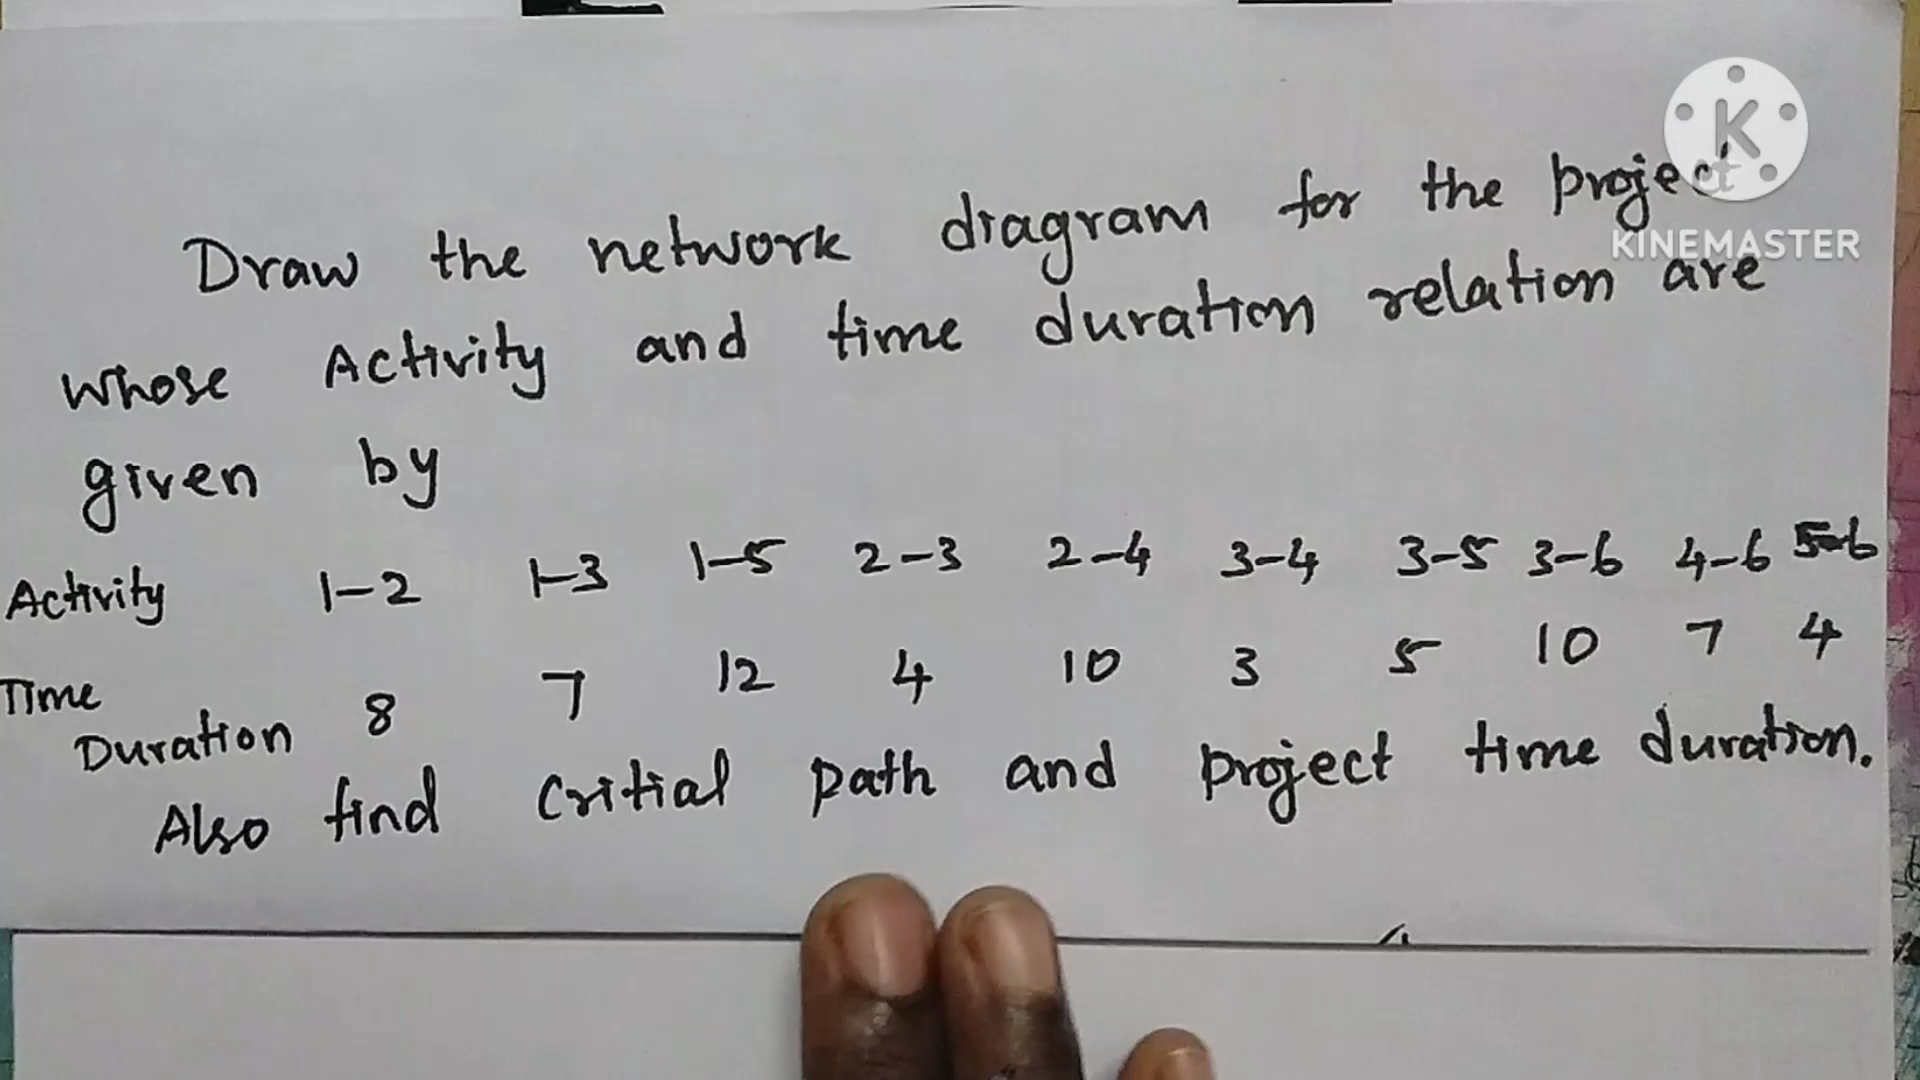 K
KINEMASTER
Draw the network diagram for the project
whose Activity and time duration relation are
given by
Activity 1-2 1-3 1-5 2-3 2-4 3-4 3-5 3-6 4-6 5-6
Time
Duration 8 7 12 4 10 3 5 10 7 4
Also find Critial path and project time duration.